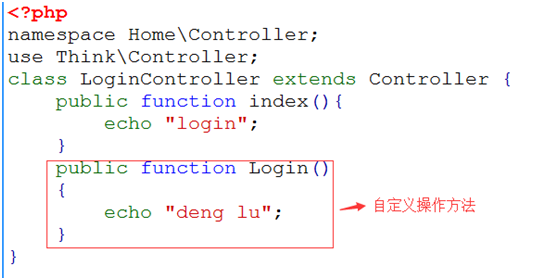 <?php
namespace Home\Controller;
use Think\Controller;
class LoginController extends Controller {
    public function index(){
        echo "login";
    }
    public function Login()
    {
        echo "deng lu";
    }
}
自定义操作方法